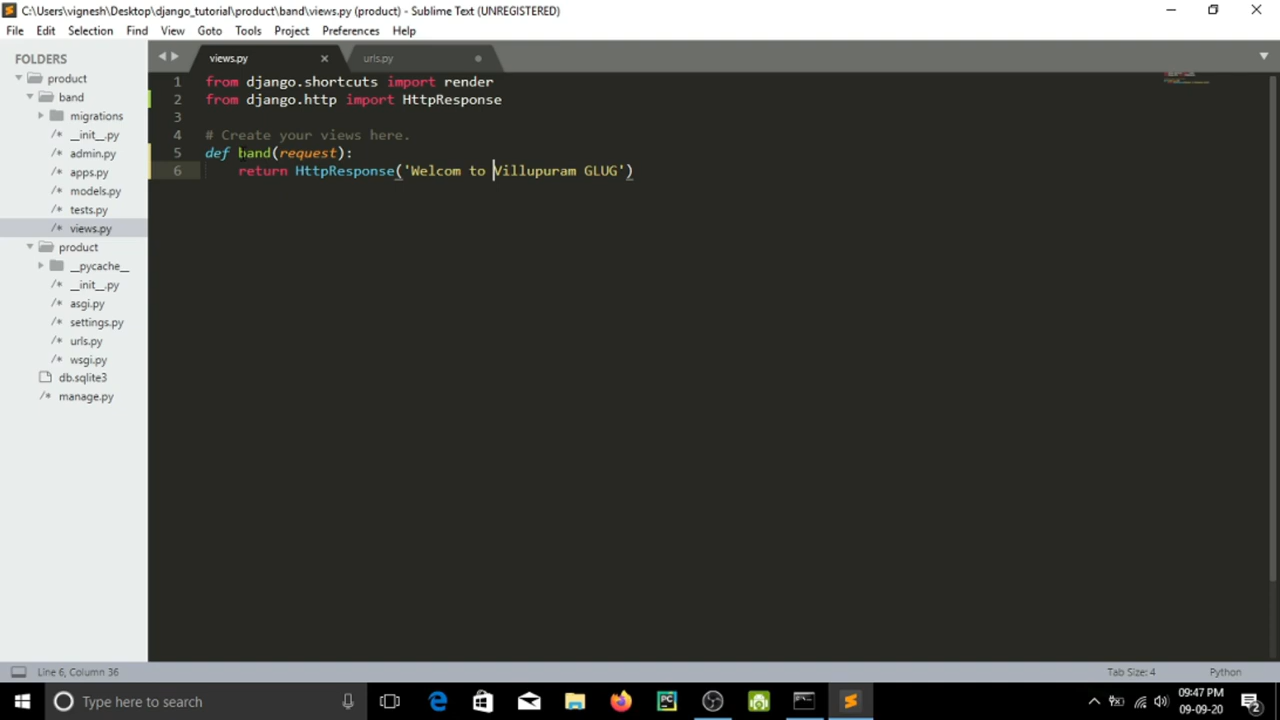 C:\Users\vignesh\Desktop\django_tutorial\product\band\views.py (product) - Sublime Text (UNREGISTERED)
File Edit Selection Find View Goto Tools Project Preferences Help
FOLDERS
product
band
migrations
/* __init__.py
/* admin.py
/* apps.py
/* models.py
/* tests.py
/* views.py
product
__pycache__
/* __init__.py
/* asgi.py
/* settings.py
/* urls.py
/* wsgi.py
db.sqlite3
/* manage.py
views.py urls.py
1 from django.shortcuts import render
2 from django.http import HttpResponse
3
4 # Create your views here.
5 def band(request):
6 return HttpResponse('Welcom to Villupuram GLUG')
Line 6, Column 36 Tab Size: 4 Python
Type here to search
09:47 PM
09-09-20
2